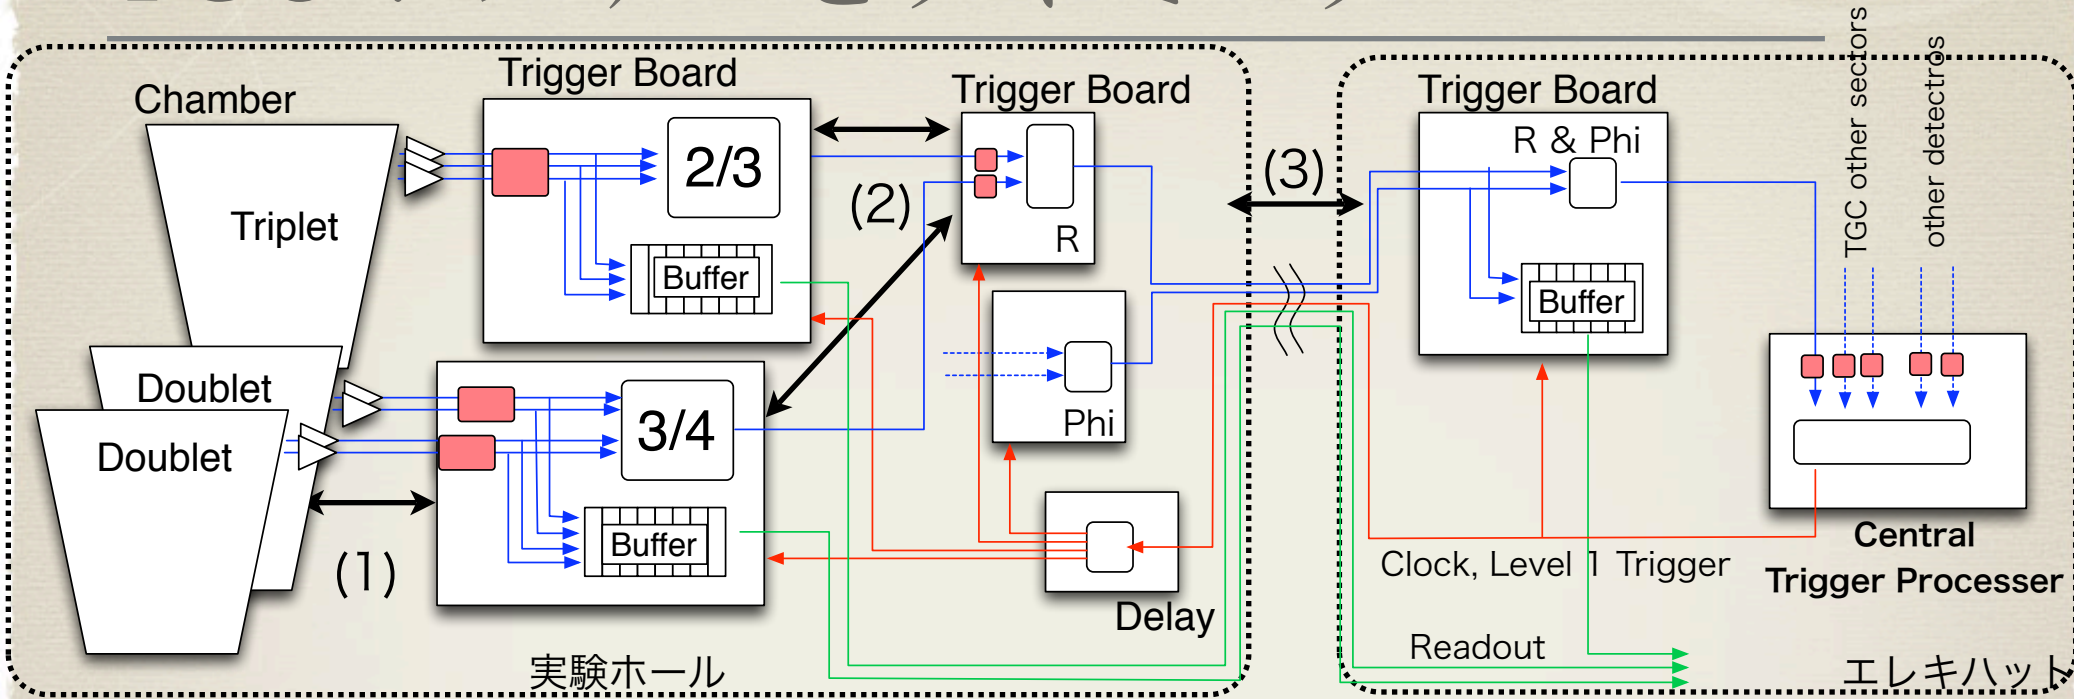 Chamber
Triplet
Doublet
Doublet
(1)
Trigger Board
2/3
Buffer
3/4
Buffer
(2)
Trigger Board
R
Phi
Delay
実験ホール
(3)
Trigger Board
R & Phi
Buffer
TGC other sectors
other detectros
Central
Trigger Processer
Clock, Level 1 Trigger
Readout
エレキハット